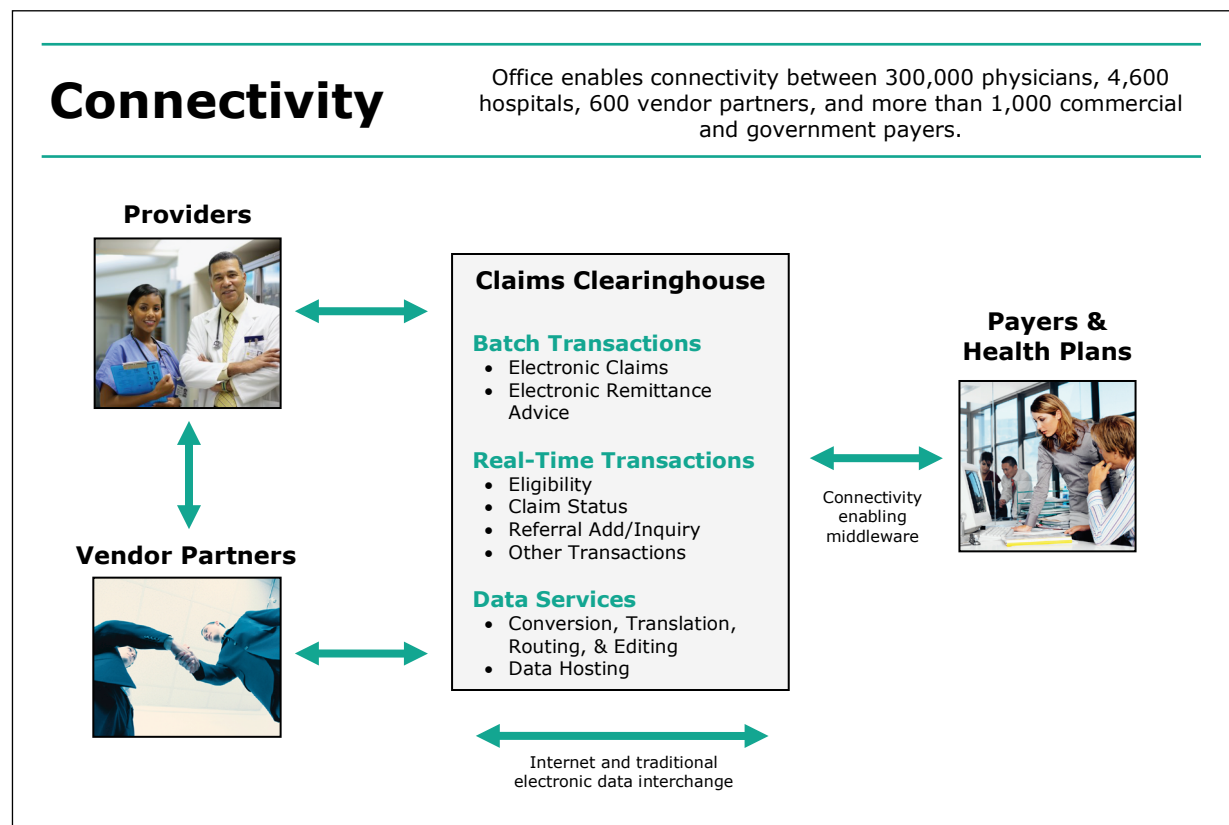 Connectivity
Office enables connectivity between 300,000 physicians, 4,600
hospitals, 600 vendor partners, and more than 1,000 commercial
and government payers.
Providers
Vendor Partners
Claims Clearinghouse
Batch Transactions
• Electronic Claims
• Electronic Remittance
Advice
Real-Time Transactions
• Eligibility
• Claim Status
• Referral Add/Inquiry
• Other Transactions
Data Services
• Conversion, Translation,
Routing, & Editing
• Data Hosting
Internet and traditional
electronic data interchange
Connectivity
enabling
middleware
Payers &
Health Plans